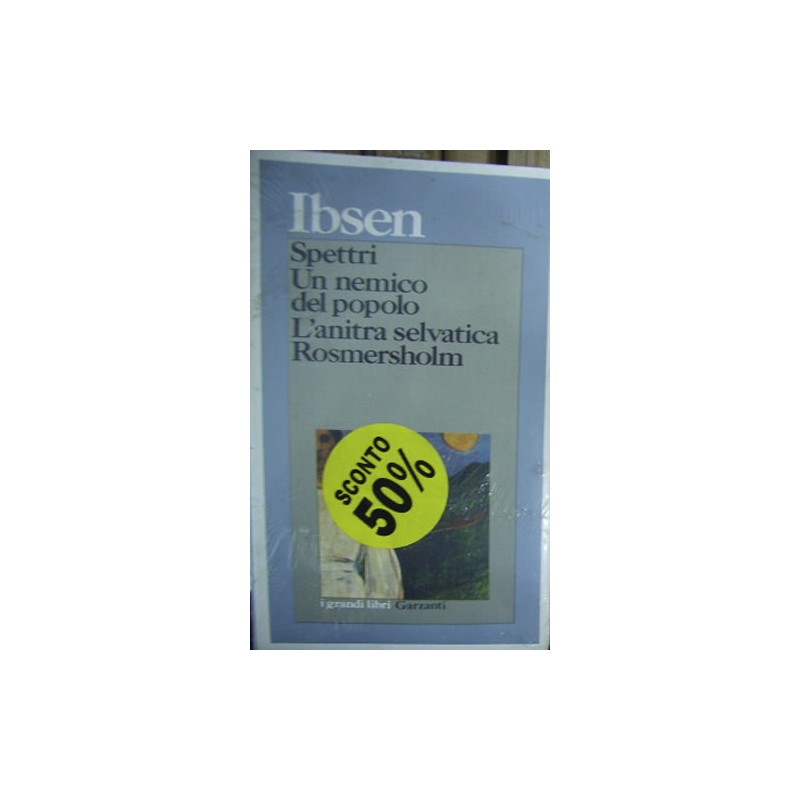 Ibsen
Spettri
Un nemico
del popolo
L'anitra selvatica
Rosmersholm
SCONTO
50%
i grandi libri Garzanti